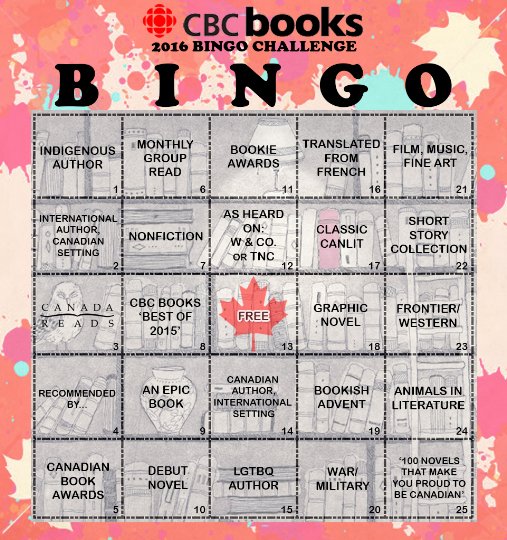 CBCbooks
2016 BINGO CHALLENGE
B I N G O
INDIGENOUS
AUTHOR
1
MONTHLY
GROUP
READ
6
BOOKIE
AWARDS
11
TRANSLATED
FROM
FRENCH
16
FILM, MUSIC,
FINE ART
21
INTERNATIONAL
AUTHOR,
CANADIAN
SETTING
2
NONFICTION
7
AS HEARD
ON:
W & CO.
OR TNC
12
CLASSIC
CANLIT
17
SHORT
STORY
COLLECTION
22
CANADA
READS
3
CBC BOOKS
'BEST OF
2015'
8
FREE
13
GRAPHIC
NOVEL
18
FRONTIER/
WESTERN
23
RECOMMENDED
BY...
4
AN EPIC
BOOK
9
CANADIAN
AUTHOR,
INTERNATIONAL
SETTING
14
BOOKISH
ADVENT
19
ANIMALS IN
LITERATURE
24
CANADIAN
BOOK
AWARDS
5
DEBUT
NOVEL
10
LGTBQ
AUTHOR
15
WAR/
MILITARY
20
'100 NOVELS
THAT MAKE
YOU PROUD TO
BE CANADIAN'
25